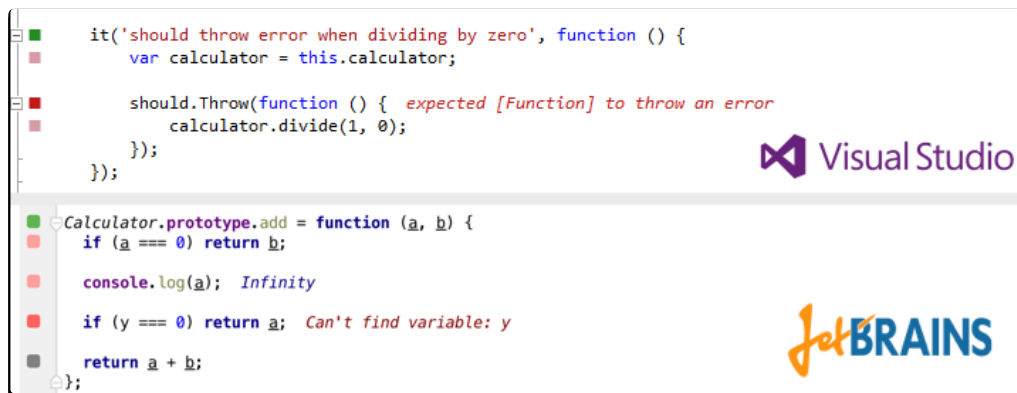 it('should throw error when dividing by zero', function () {
var calculator = this.calculator;
should.Throw(function () { expected [Function] to throw an error
calculator.divide(1, 0);
});
});
Visual Studio
Calculator.prototype.add = function (a, b) {
if (a === 0) return b;
console.log(a); Infinity
if (y === 0) return a; Can't find variable: y
return a + b;
};
JetBRAINS